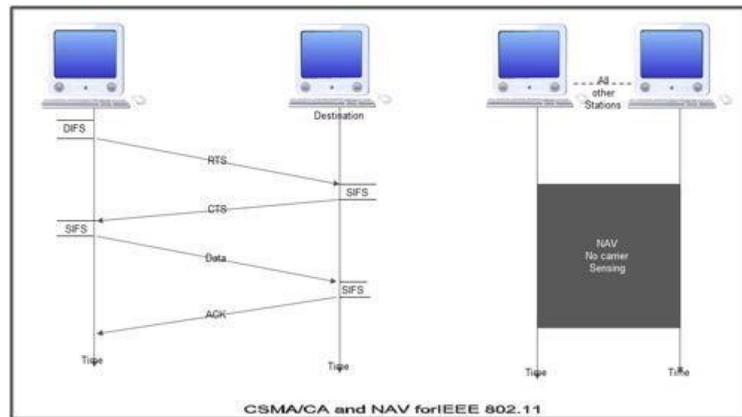 All
other
Stations
Destination
DIFS
RTS
SIFS
CTS
SIFS
Data
SIFS
ACK
NAV
No carrier
Sensing
Time
Time
Time
Time
CSMA/CA and NAV forIEEE 802.11